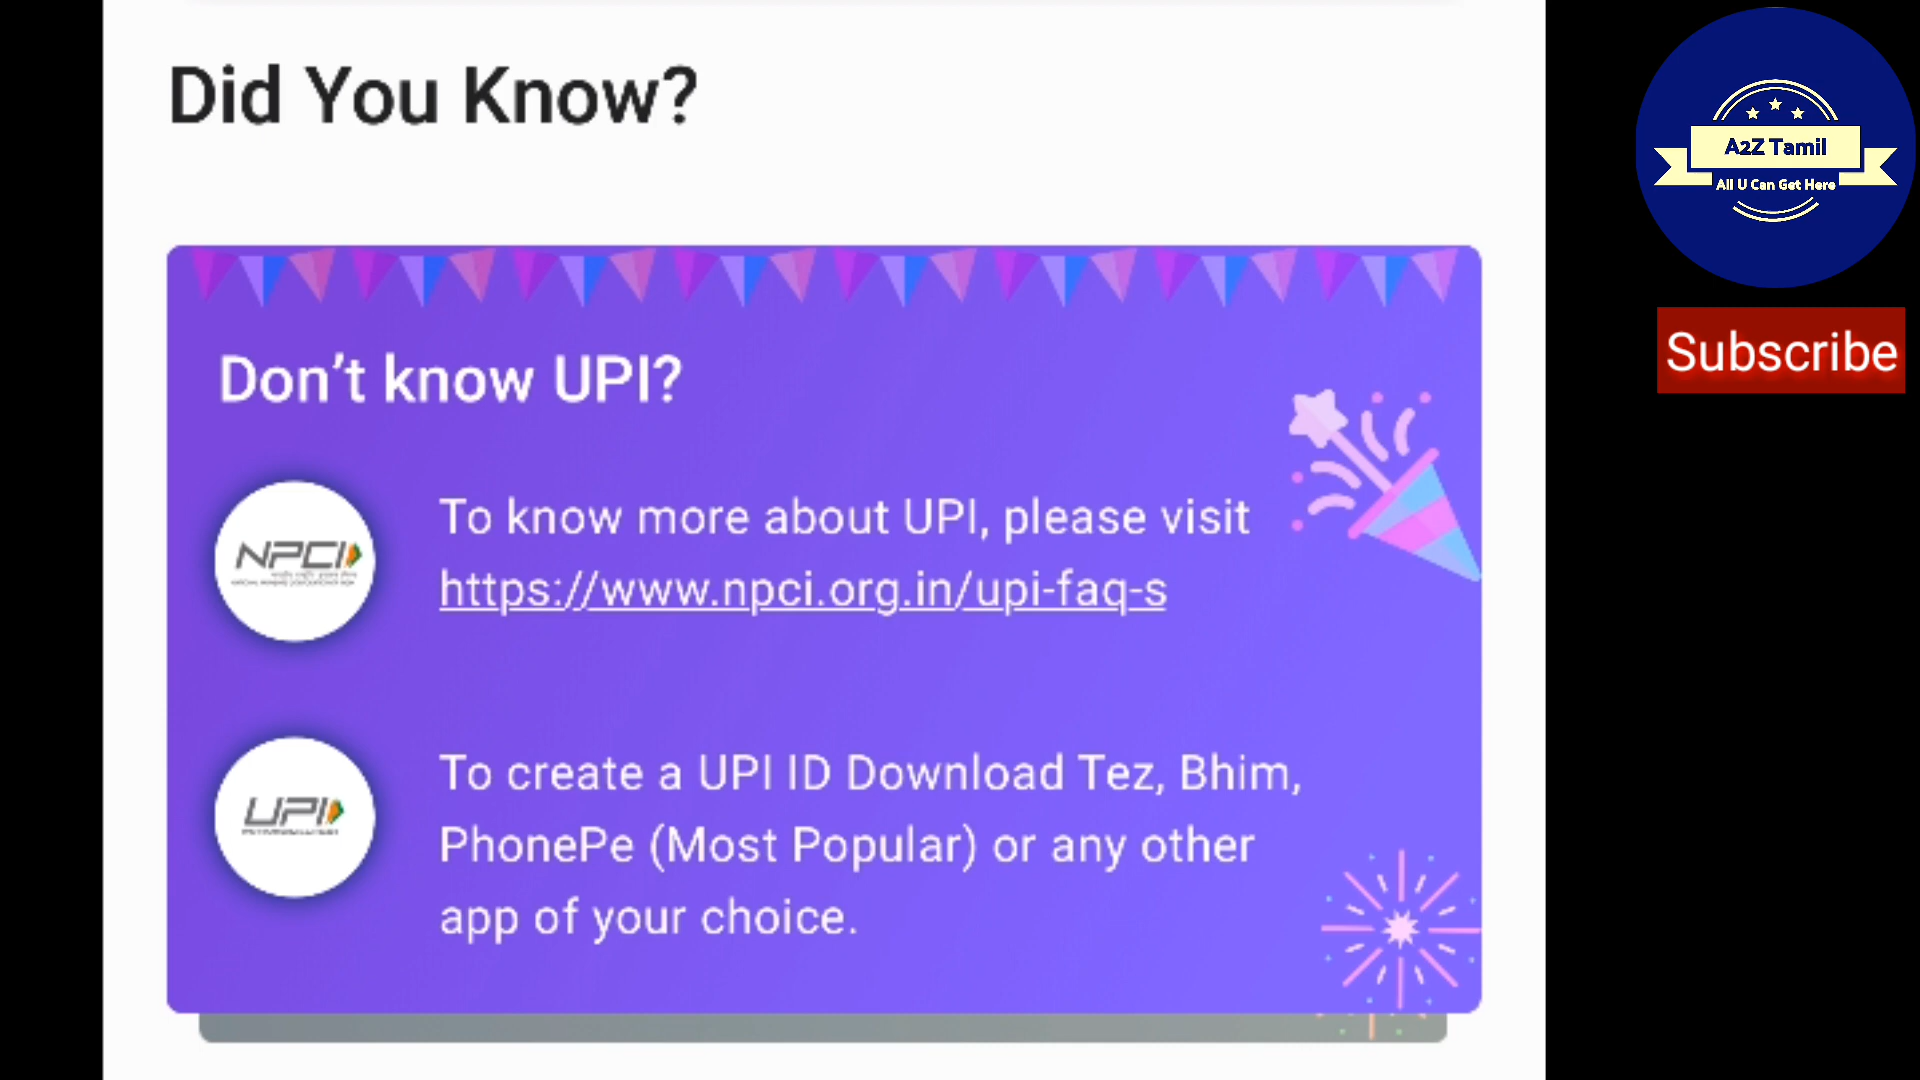 Did You Know?
A2Z Tamil
All U Can Get Here
Subscribe
Don't know UPI?
NPCI
To know more about UPI, please visit
https://www.npci.org.in/upi-faq-s
UPI
To create a UPI ID Download Tez, Bhim,
PhonePe (Most Popular) or any other
app of your choice.